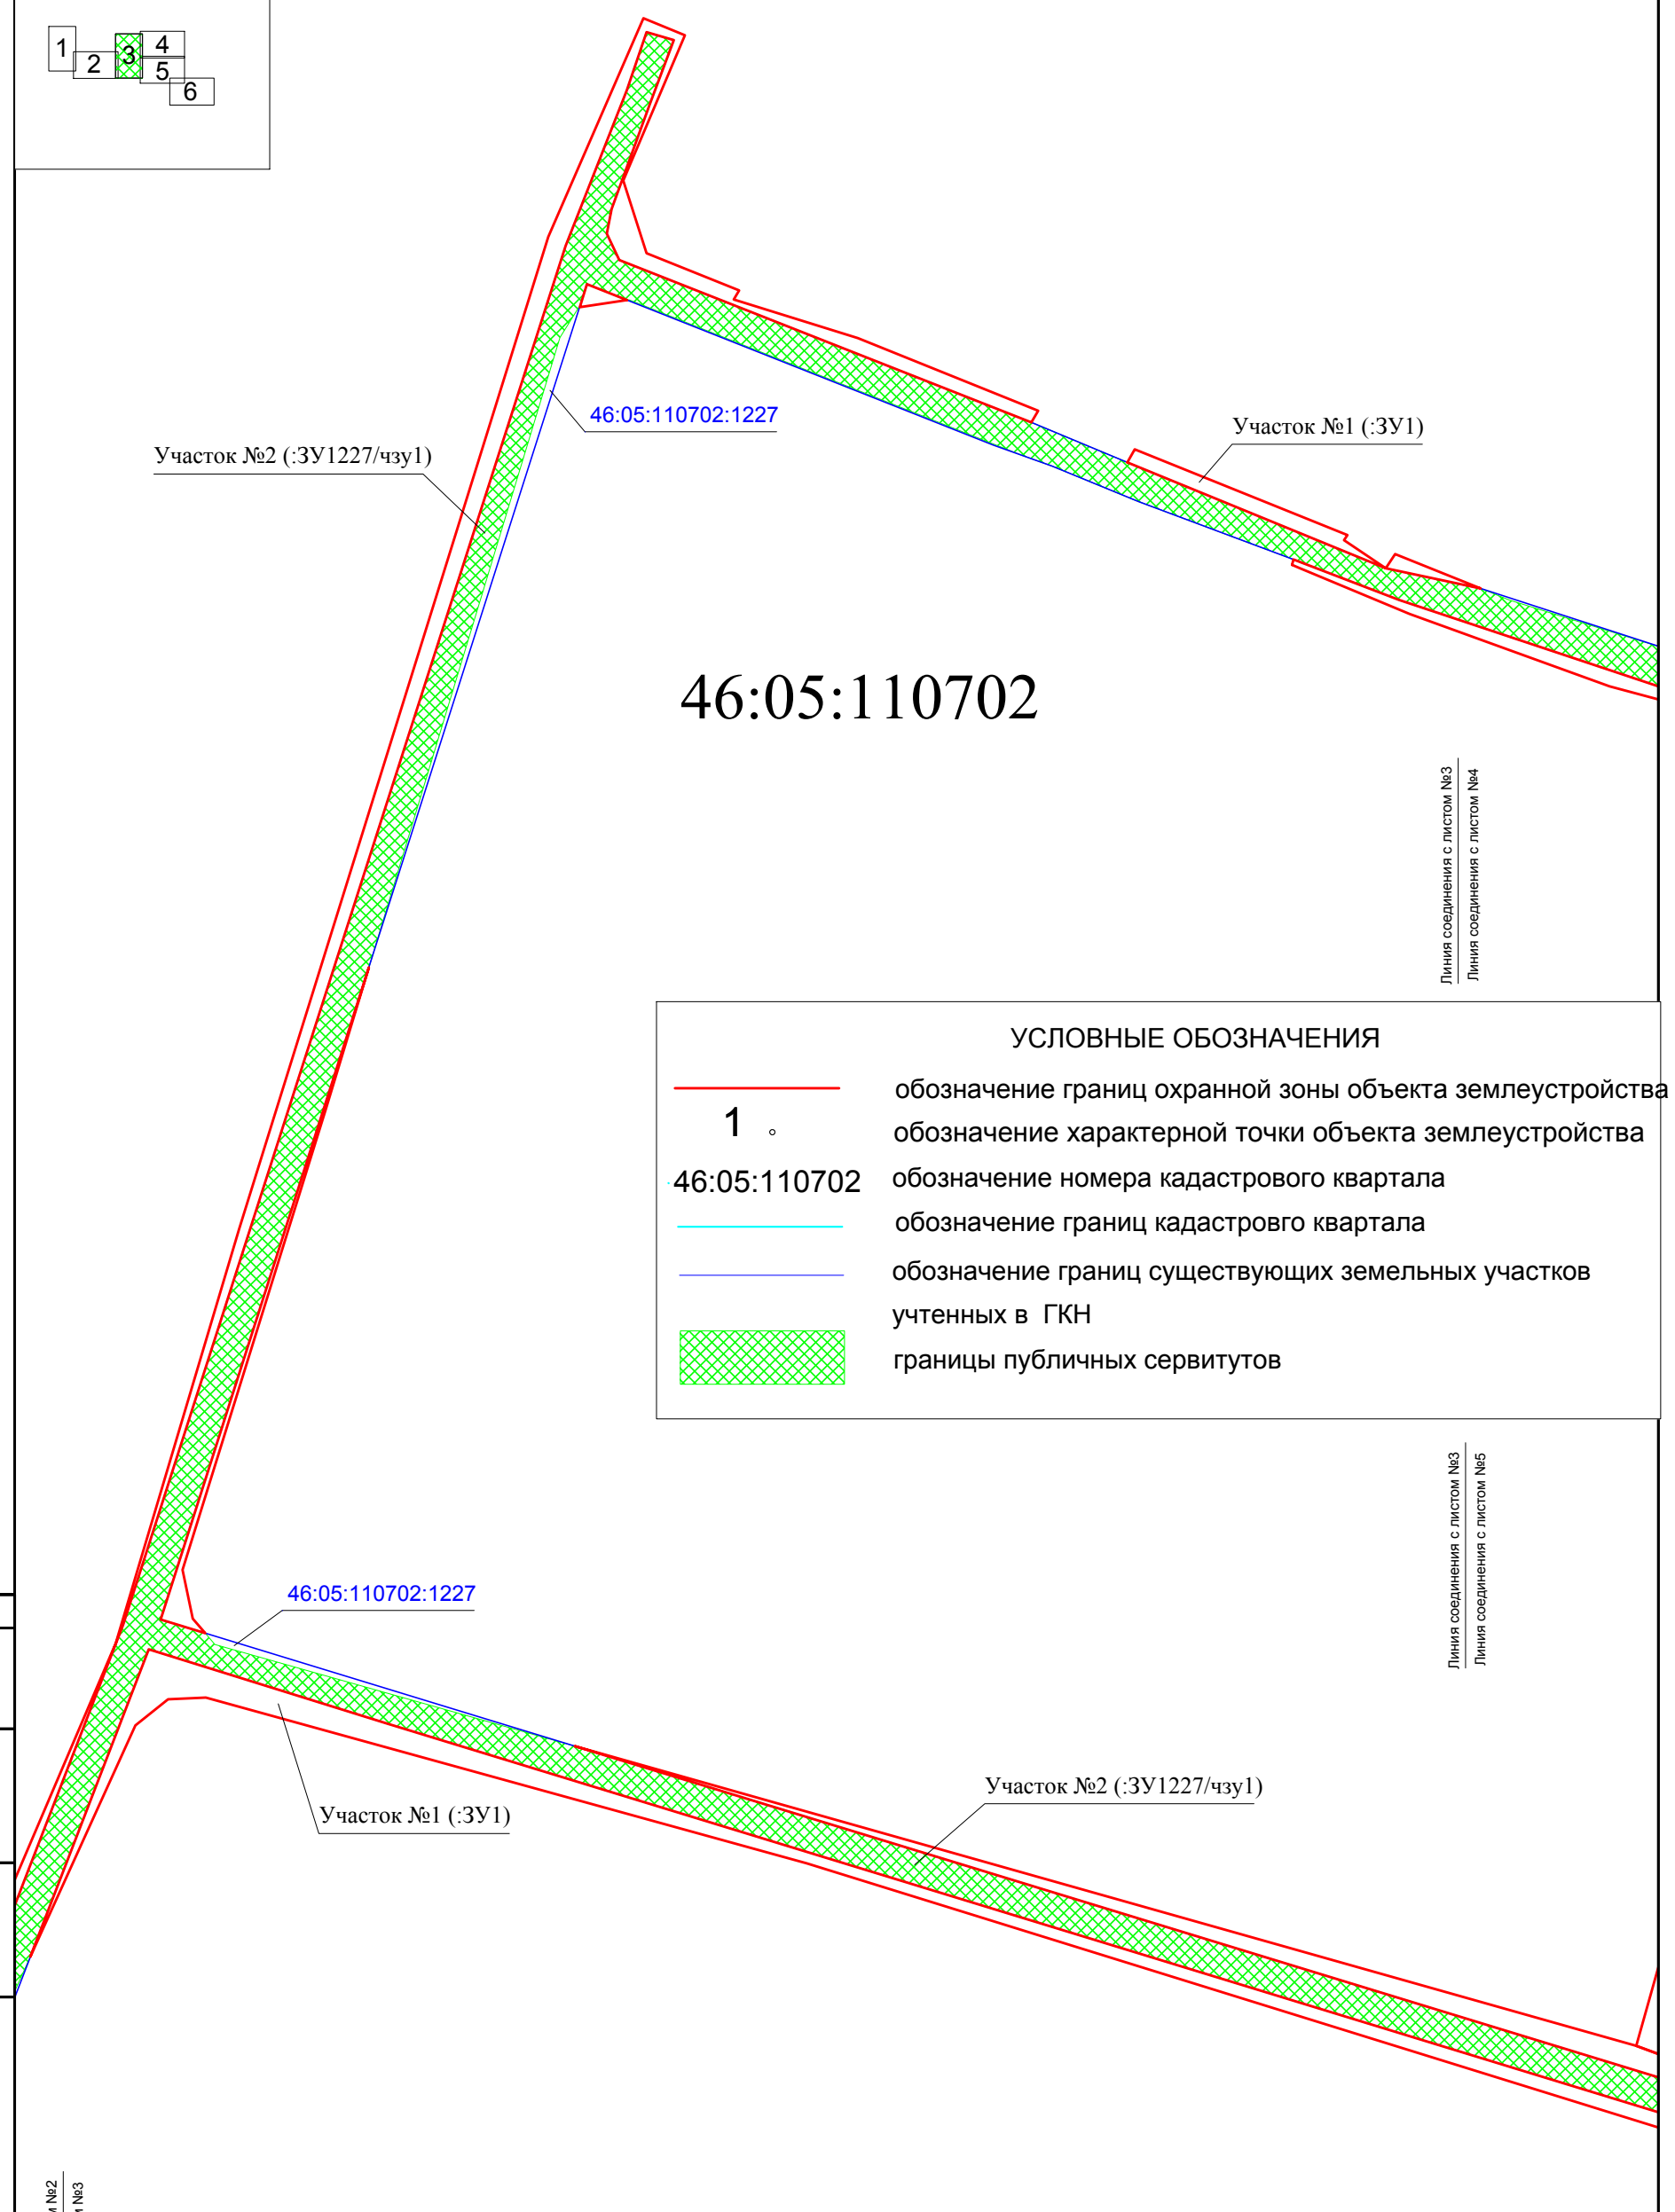 1
2
3
4
5
6
46:05:110702:1227
Участок №1 (:ЗУ1)
Участок №2 (:ЗУ1227/чзу1)
46:05:110702
Линия соединения с листом №3
Линия соединения с листом №4
УСЛОВНЫЕ ОБОЗНАЧЕНИЯ
обозначение границ охранной зоны объекта землеустройства
1 обозначение характерной точки объекта землеустройства
46:05:110702 обозначение номера кадастрового квартала
обозначение границ кадастровго квартала
обозначение границ существующих земельных участков
учтенных в ГКН
границы публичных сервитутов
Линия соединения с листом №3
Линия соединения с листом №5
46:05:110702:1227
Участок №2 (:ЗУ1227/чзу1)
Участок №1 (:ЗУ1)
№2
№3